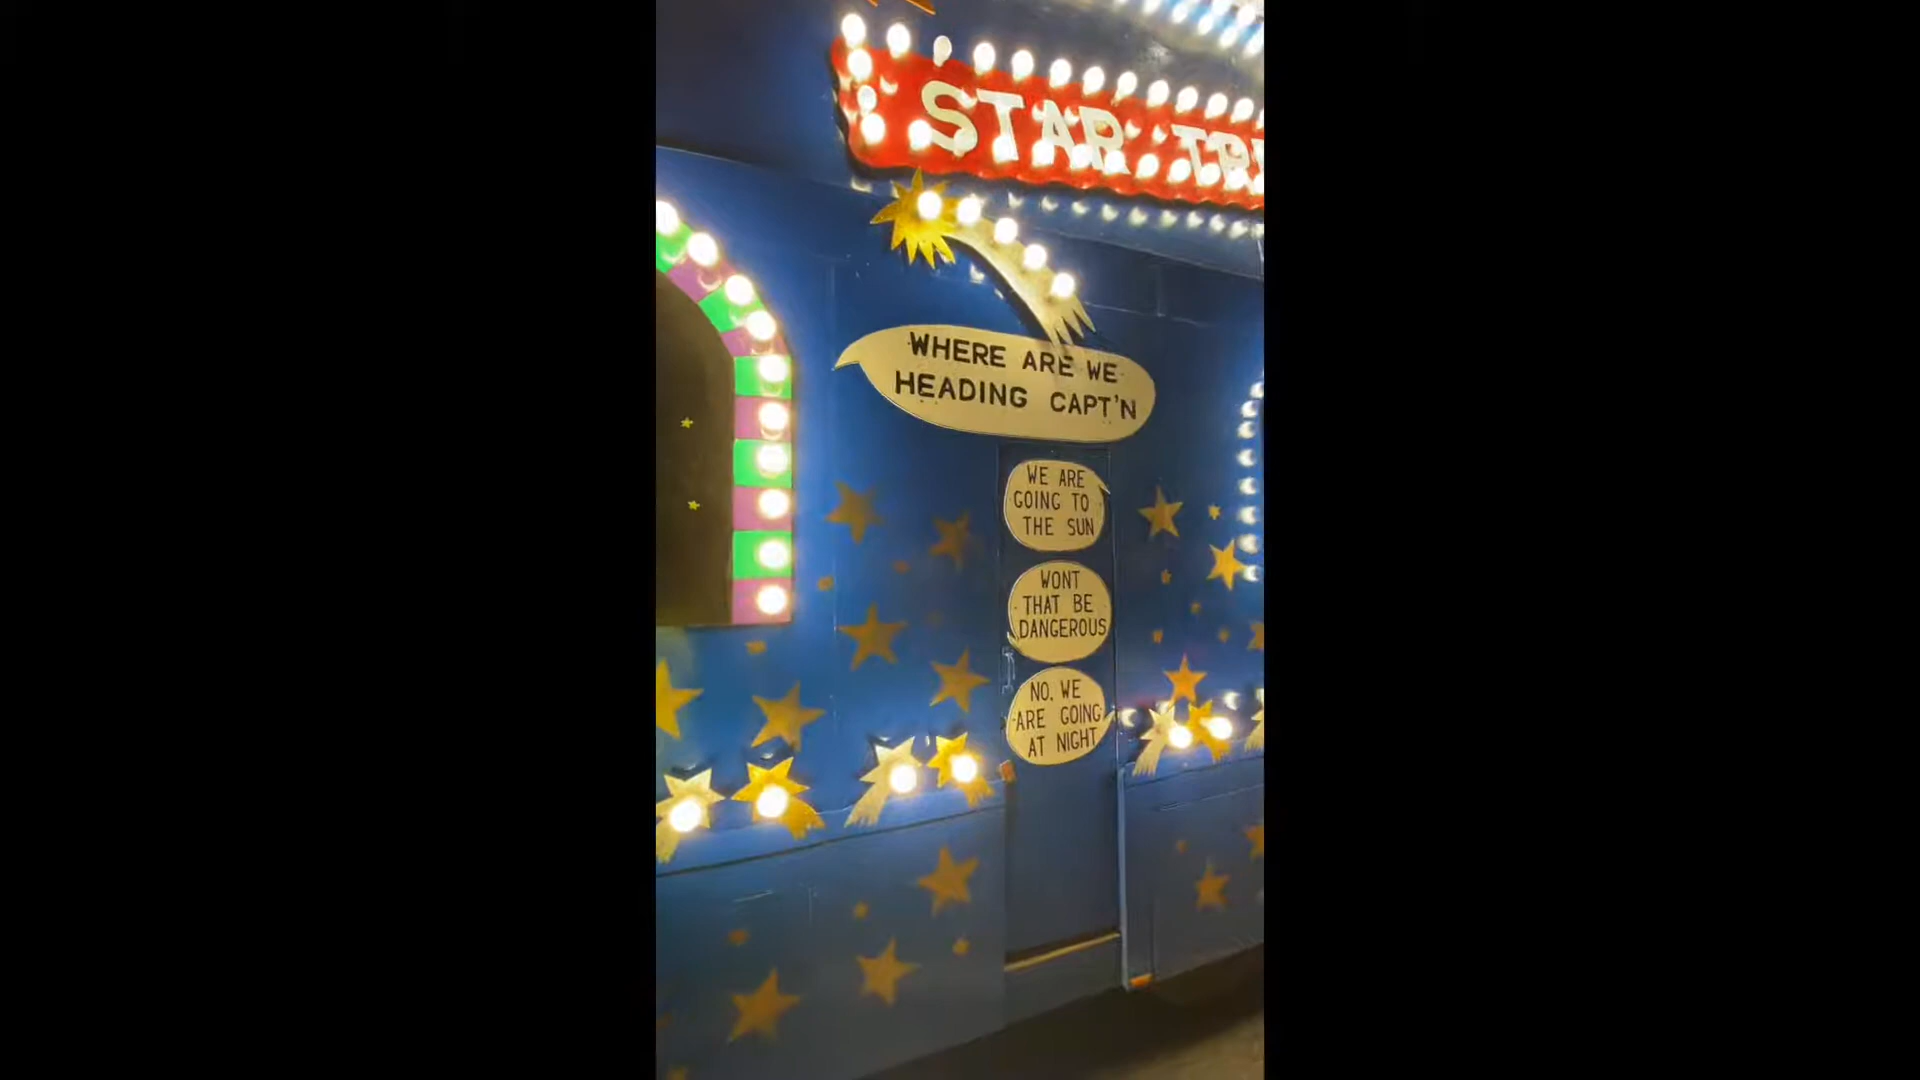 STAR
WHERE ARE WE
HEADING CAPT'N
WE ARE
GOING TO
THE SUN
WONT
THAT BE
DANGEROUS
NO, WE
ARE GOING
AT NIGHT